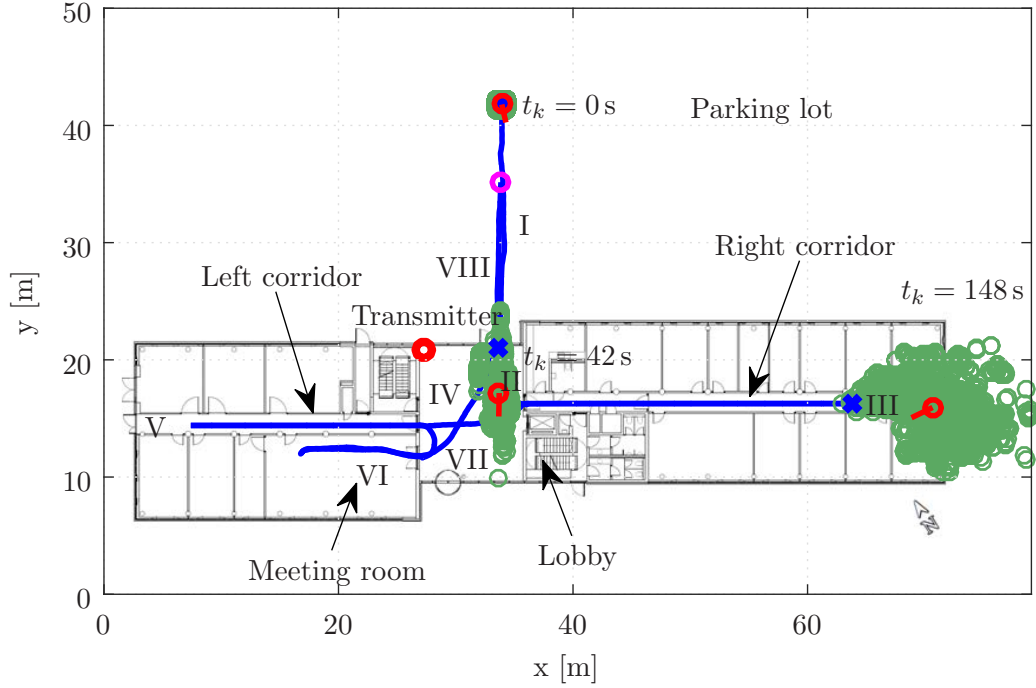 50
40
30
20
10
0
y [m]
0
20
40
60
x [m]
t_k = 0 s
Parking lot
I
VIII
Right corridor
Left corridor
t_k = 148 s
Transmitter
t_k 42 s
II
IV
III
V
VII
VI
Lobby
Meeting room
N